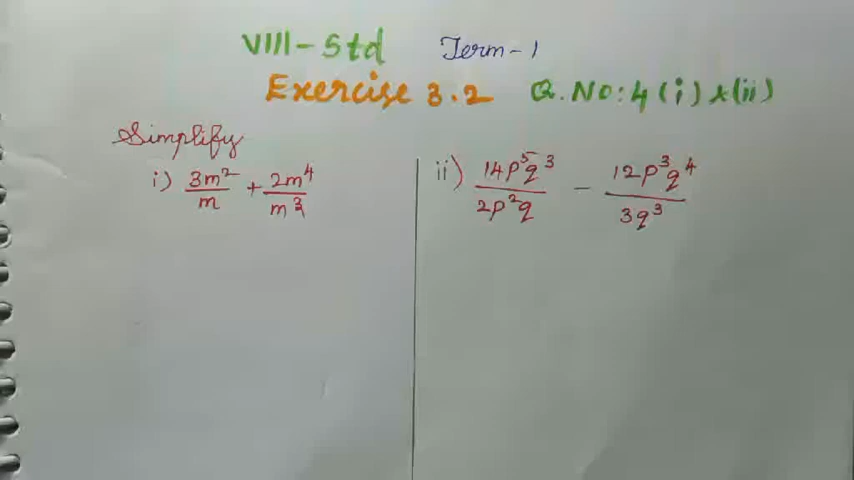 VIII - Std Term - 1
Exercise 3.2 Q.No: 4 (i) & (ii)
Simplify
i) 3m²/m + 2m⁴/m³
ii) 14p⁵q³/2p²q - 12p³q⁴/3q³